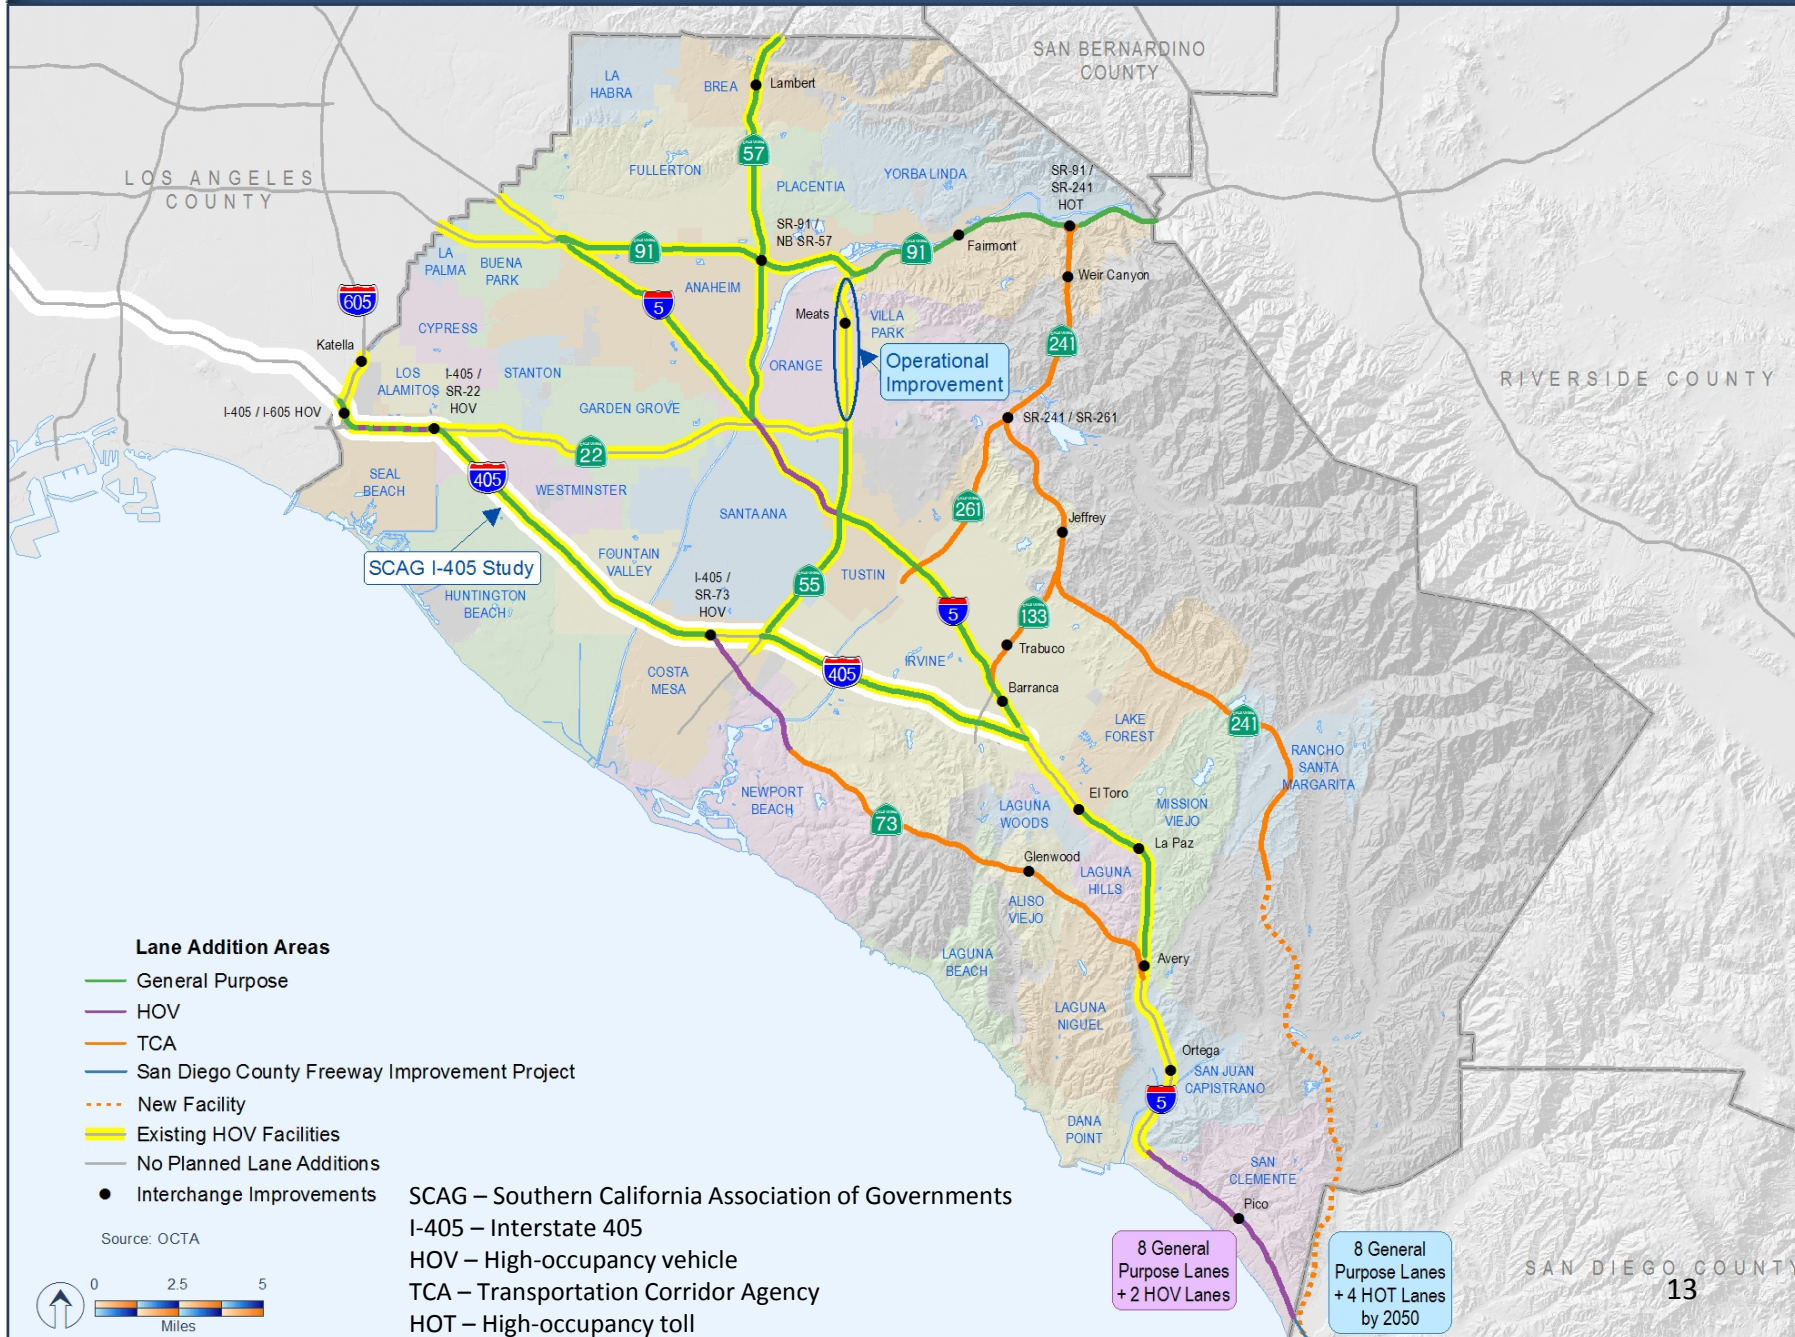 SAN BERNARDINO
COUNTY
LA
HABRA
BREA
Lambert
57
FULLERTON
PLACENTIA
YORBA LINDA
LOS ANGELES
COUNTY
SR-91 /
SR-241
HOT
SR-91 /
NB SR-57
91
91
Fairmont
LA
PALMA
BUENA
PARK
ANAHEIM
Weir Canyon
605
5
CYPRESS
Meats
VILLA
PARK
241
Katella
ORANGE
Operational
Improvement
RIVERSIDE COUNTY
LOS
ALAMITOS
I-405 /
SR-22
HOV
STANTON
I-405 / I-605 HOV
GARDEN GROVE
SR-241 / SR-261
22
SEAL
BEACH
405
WESTMINSTER
SANTA ANA
261
Jeffrey
SCAG I-405 Study
FOUNTAIN
VALLEY
TUSTIN
HUNTINGTON
BEACH
I-405 /
SR-73
HOV
55
5
133
Trabuco
COSTA
MESA
405
IRVINE
Barranca
LAKE
FOREST
241
RANCHO
SANTA
MARGARITA
NEWPORT
BEACH
El Toro
LAGUNA
WOODS
MISSION
VIEJO
73
La Paz
Glenwood
LAGUNA
HILLS
ALISO
VIEJO
LAGUNA
BEACH
Avery
LAGUNA
NIGUEL
Ortega
SAN JUAN
CAPISTRANO
5
DANA
POINT
SAN
CLEMENTE
Pico
8 General
Purpose Lanes
+ 2 HOV Lanes
8 General
Purpose Lanes
+ 4 HOT Lanes
by 2050
SAN DIEGO COUNTY
13
Lane Addition Areas
General Purpose
HOV
TCA
San Diego County Freeway Improvement Project
New Facility
Existing HOV Facilities
No Planned Lane Additions
Interchange Improvements
Source: OCTA
0 2.5 5
Miles
SCAG – Southern California Association of Governments
I-405 – Interstate 405
HOV – High-occupancy vehicle
TCA – Transportation Corridor Agency
HOT – High-occupancy toll